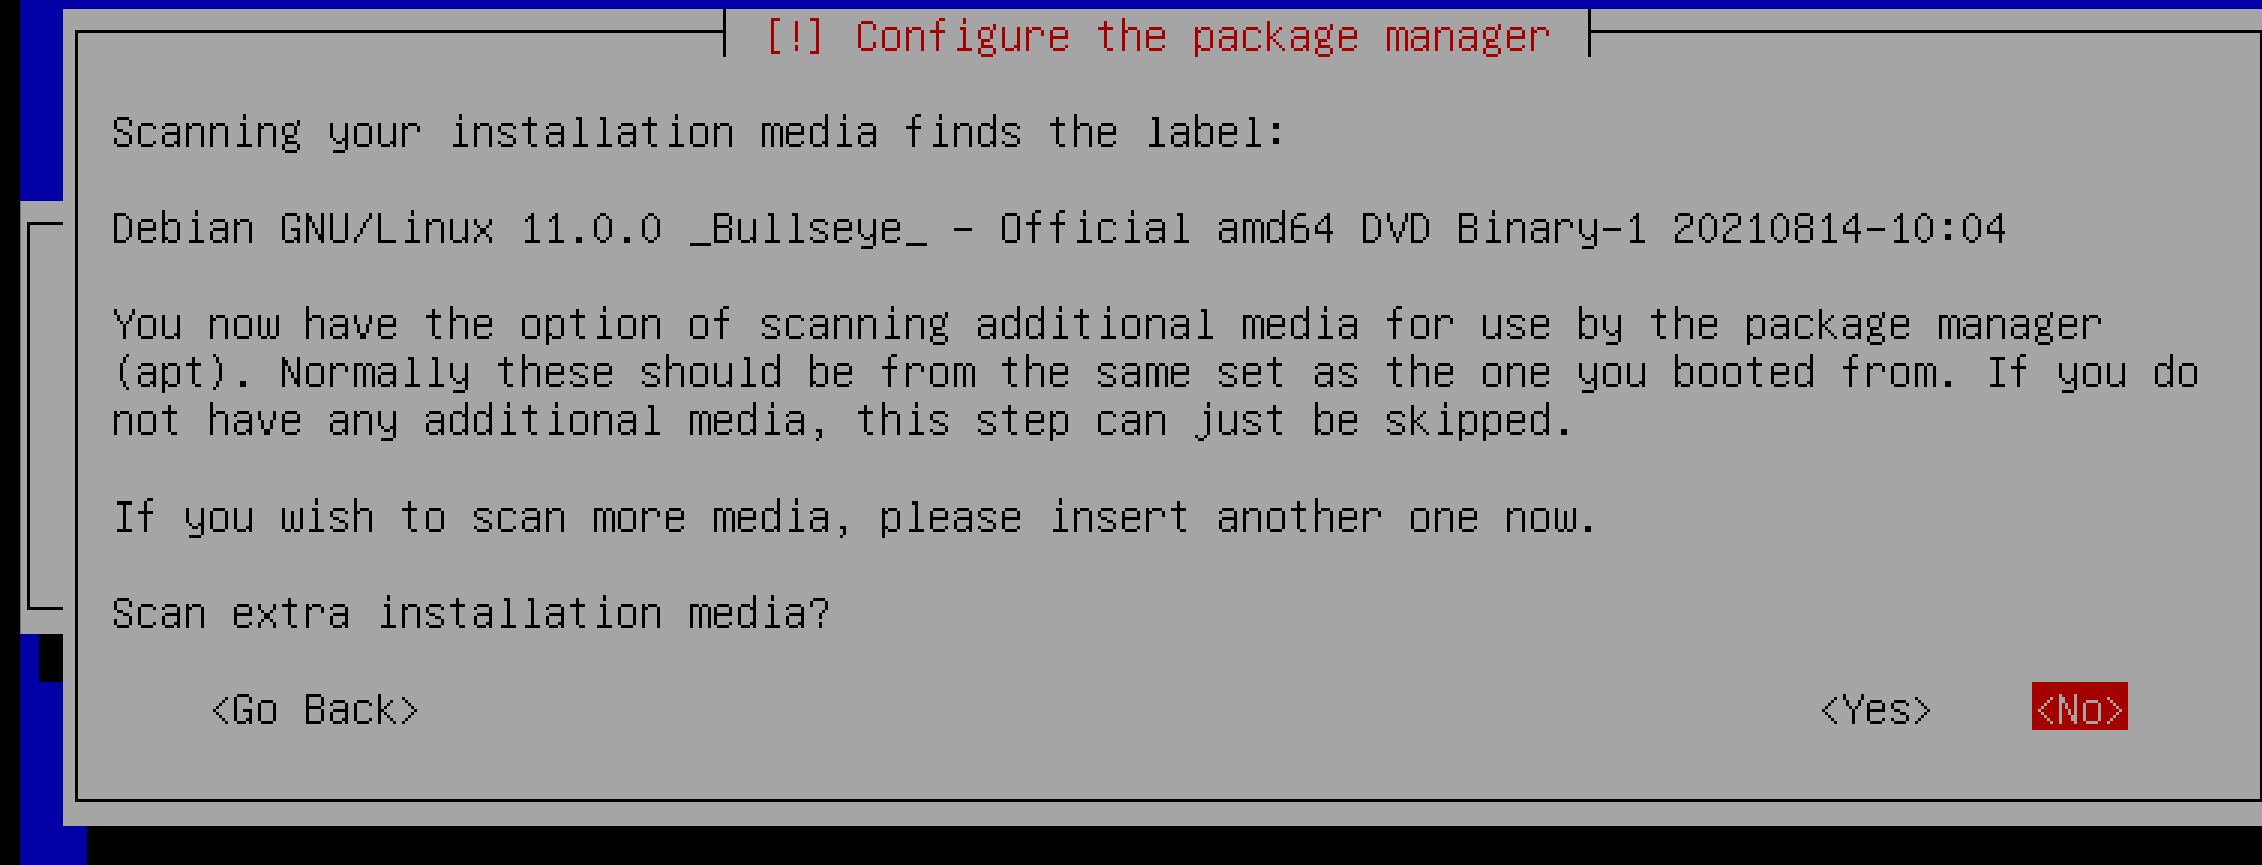 [!] Configure the package manager
Scanning your installation media finds the label:
Debian GNU/Linux 11.0.0 _Bullseye_ - Official amd64 DVD Binary-1 20210814-10:04
You now have the option of scanning additional media for use by the package manager
(apt). Normally these should be from the same set as the one you booted from. If you do
not have any additional media, this step can just be skipped.
If you wish to scan more media, please insert another one now.
Scan extra installation media?
<Go Back> <Yes> <No>